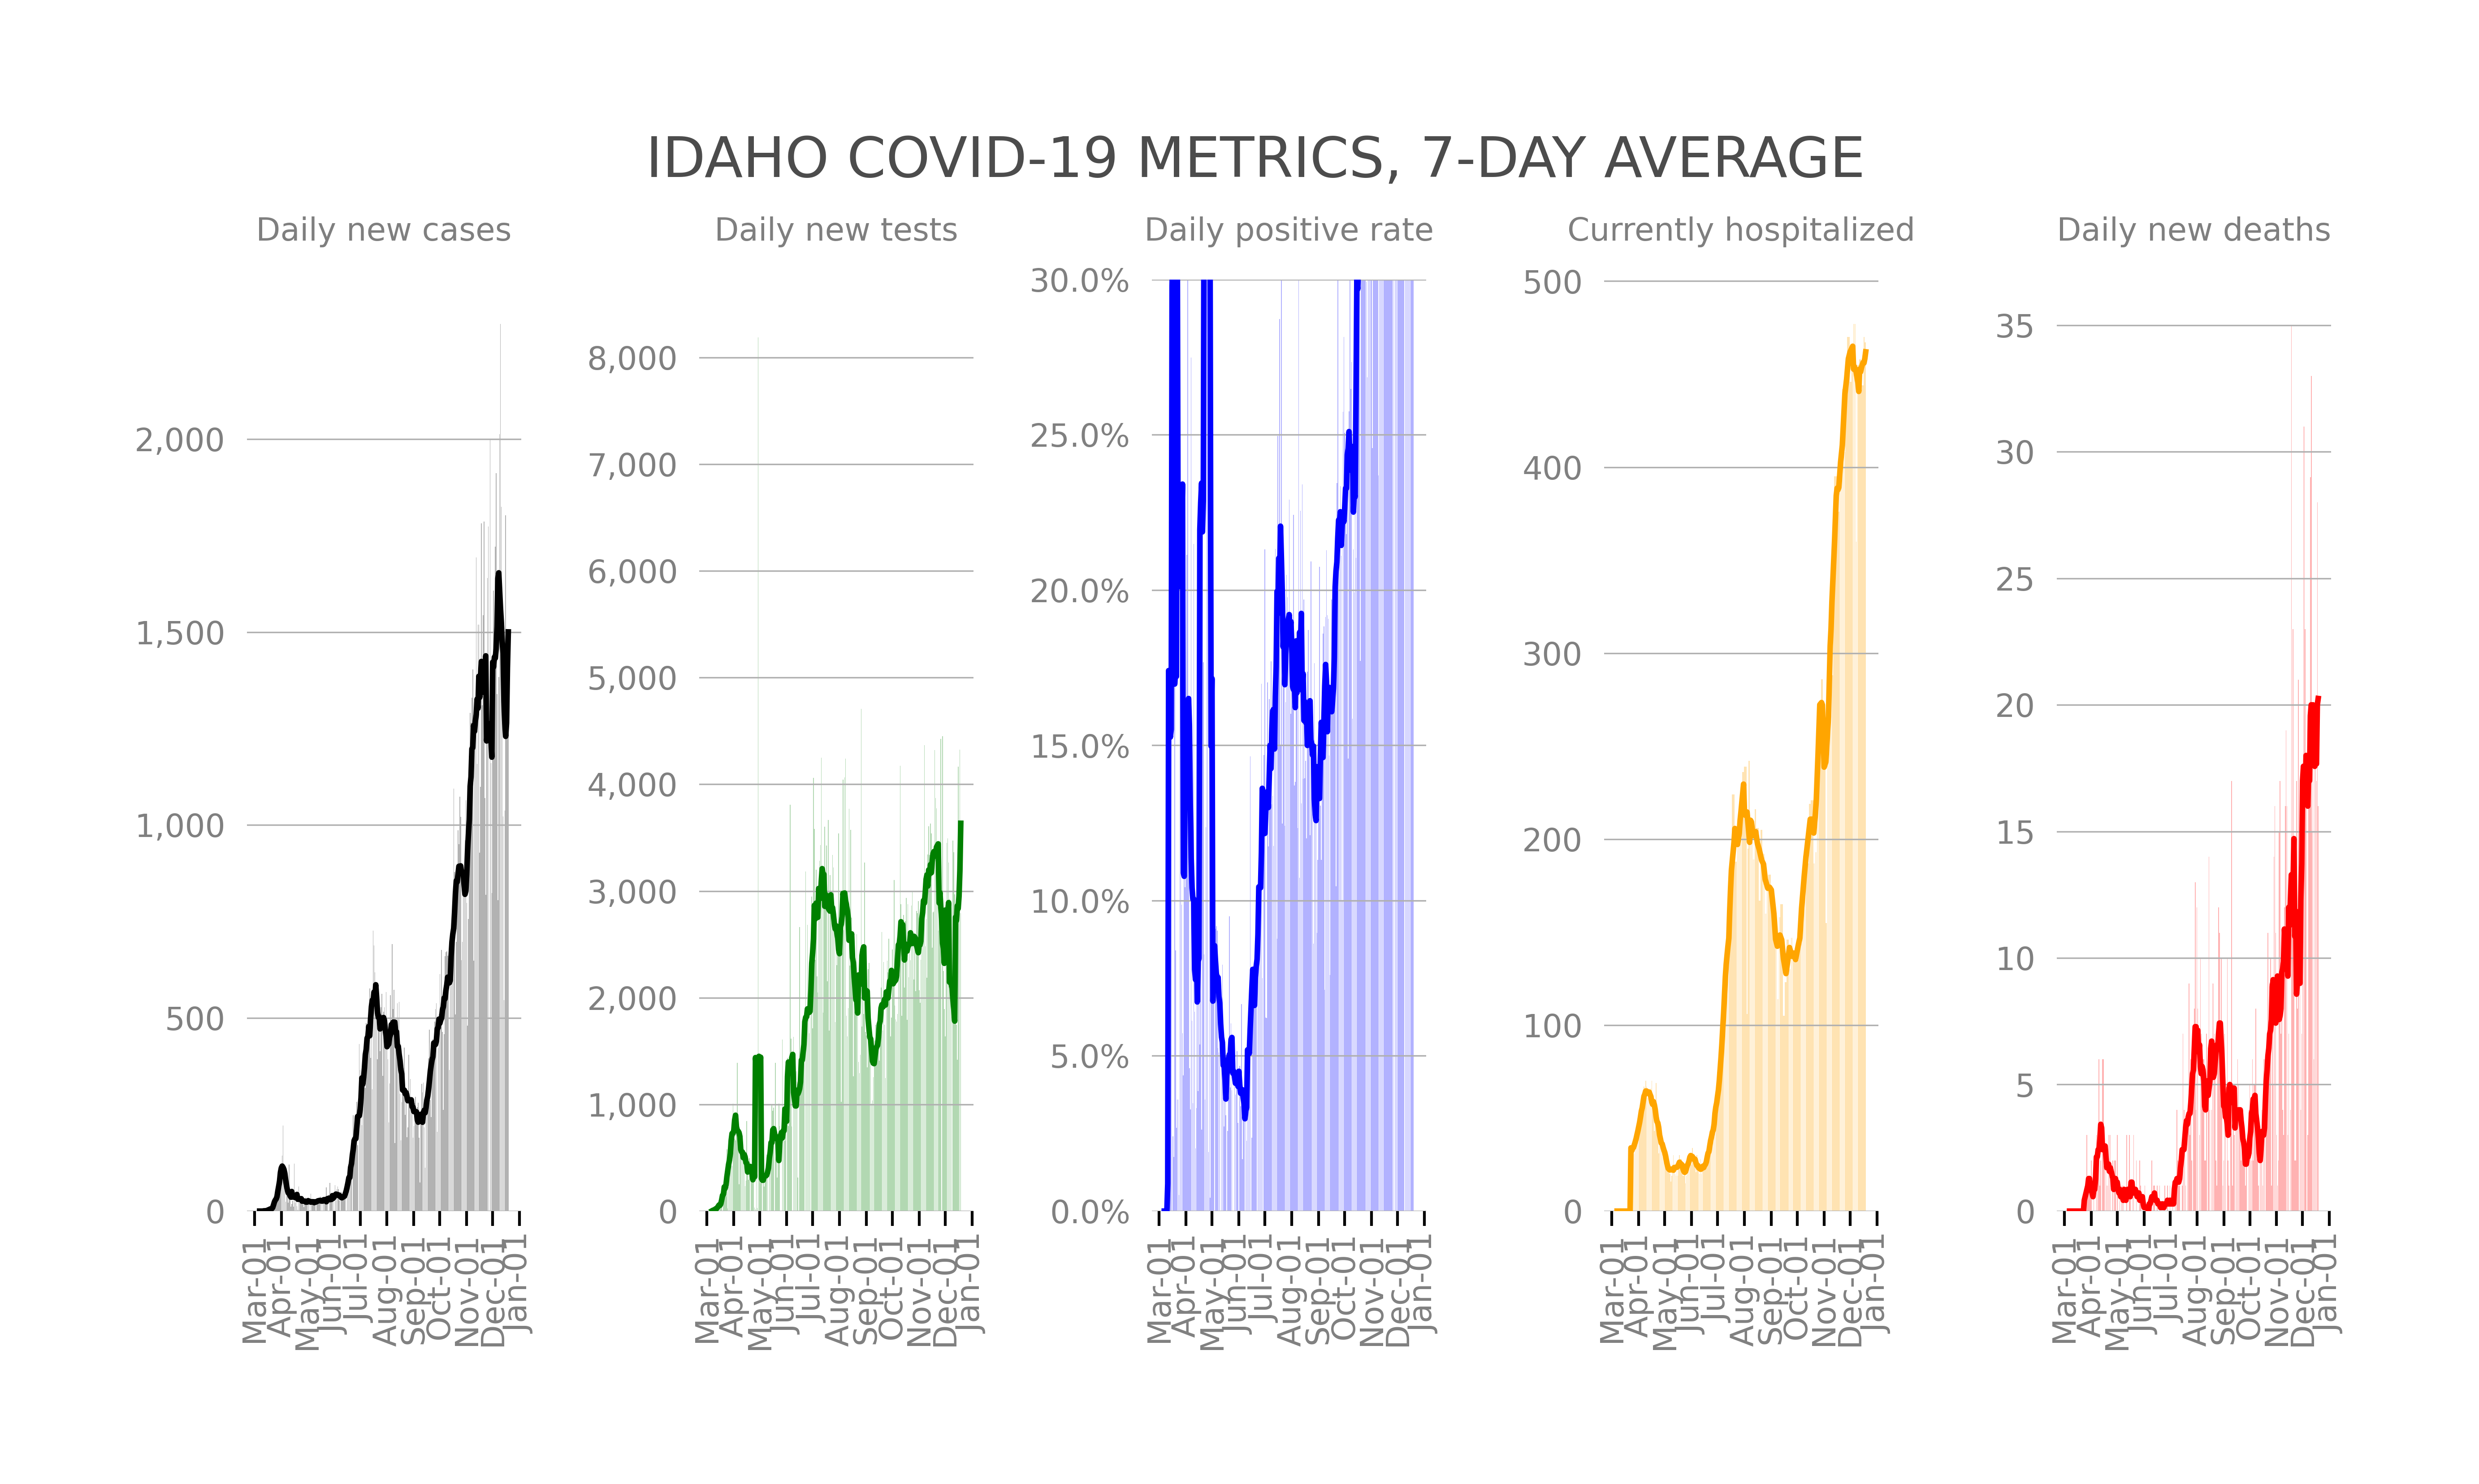 IDAHO COVID-19 METRICS, 7-DAY AVERAGE
Daily new cases
2,000
1,500
1,000
500
0
Mar-01
Apr-01
May-01
Jun-01
Jul-01
Aug-01
Sep-01
Oct-01
Nov-01
Dec-01
Jan-01
Daily new tests
8,000
7,000
6,000
5,000
4,000
3,000
2,000
1,000
0
Mar-01
Apr-01
May-01
Jun-01
Jul-01
Aug-01
Sep-01
Oct-01
Nov-01
Dec-01
Jan-01
Daily positive rate
30.0%
25.0%
20.0%
15.0%
10.0%
5.0%
0.0%
Mar-01
Apr-01
May-01
Jun-01
Jul-01
Aug-01
Sep-01
Oct-01
Nov-01
Dec-01
Jan-01
Currently hospitalized
500
400
300
200
100
0
Mar-01
Apr-01
May-01
Jun-01
Jul-01
Aug-01
Sep-01
Oct-01
Nov-01
Dec-01
Jan-01
Daily new deaths
35
30
25
20
15
10
5
0
Mar-01
Apr-01
May-01
Jun-01
Jul-01
Aug-01
Sep-01
Oct-01
Nov-01
Dec-01
Jan-01